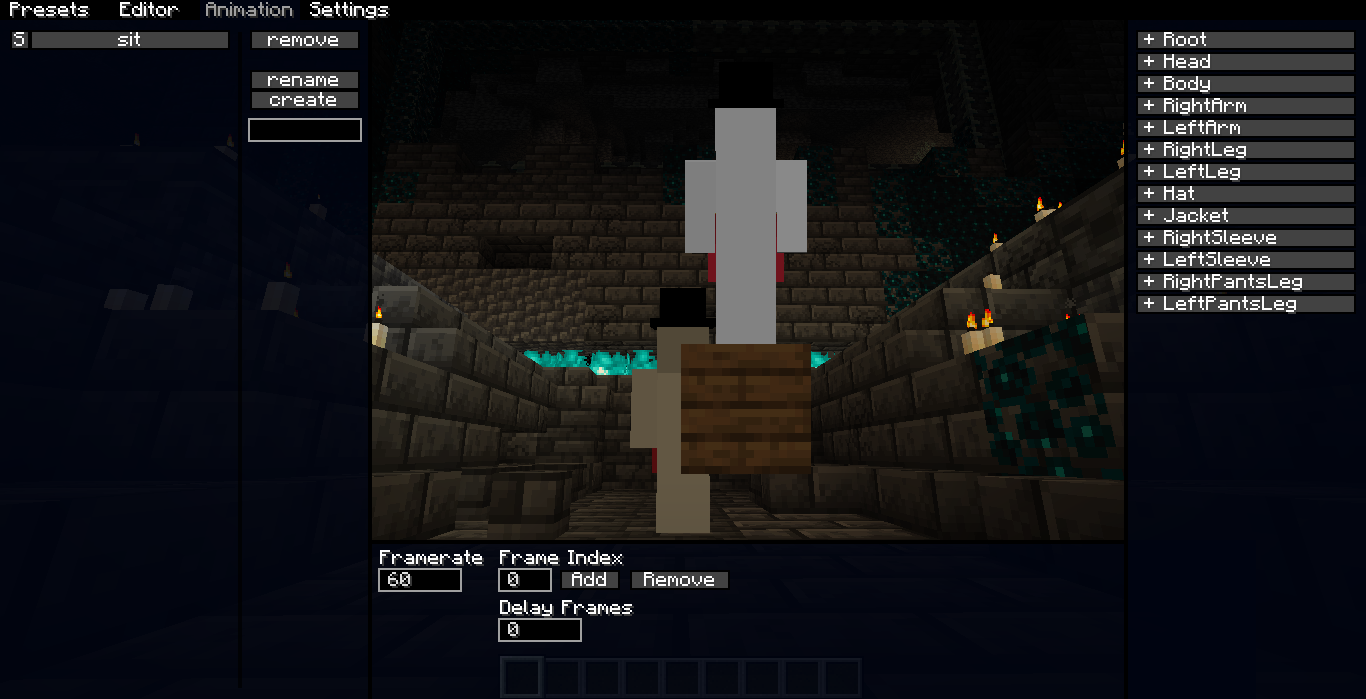 Presets Editor Animation Settings
S sit remove
rename
create
+ Root
+ Head
+ Body
+ RightArm
+ LeftArm
+ RightLeg
+ LeftLeg
+ Hat
+ Jacket
+ RightSleeve
+ LeftSleeve
+ RightPantsLeg
+ LeftPantsLeg
Framerate Frame Index
60 0 Add Remove
Delay Frames
0